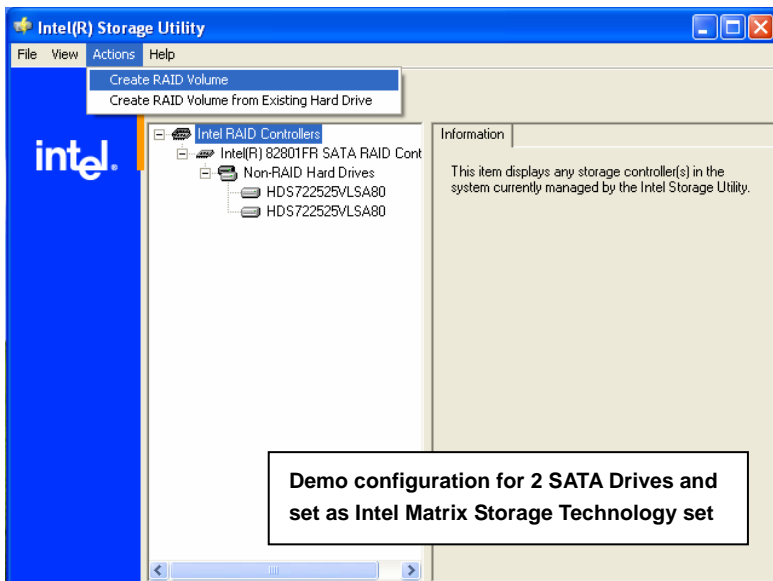 Intel(R) Storage Utility
File View Actions Help
Create RAID Volume
Create RAID Volume from Existing Hard Drive
intel.
Intel RAID Controllers
Intel(R) 82801FR SATA RAID Cont
Non-RAID Hard Drives
HDS722525VLSA80
HDS722525VLSA80
Information
This item displays any storage controller(s) in the
system currently managed by the Intel Storage Utility.
Demo configuration for 2 SATA Drives and
set as Intel Matrix Storage Technology set